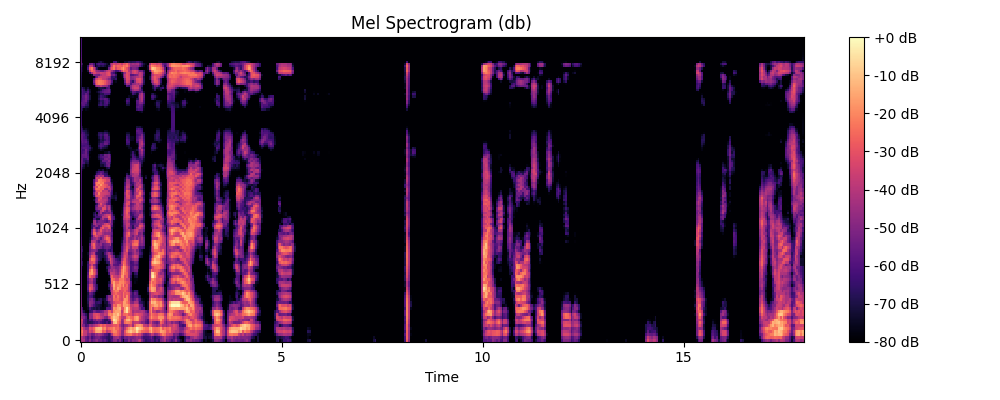 Mel Spectrogram (db)
Hz
8192
4096
2048
1024
512
0
0 5 10 15
Time
+0 dB
-10 dB
-20 dB
-30 dB
-40 dB
-50 dB
-60 dB
-70 dB
-80 dB